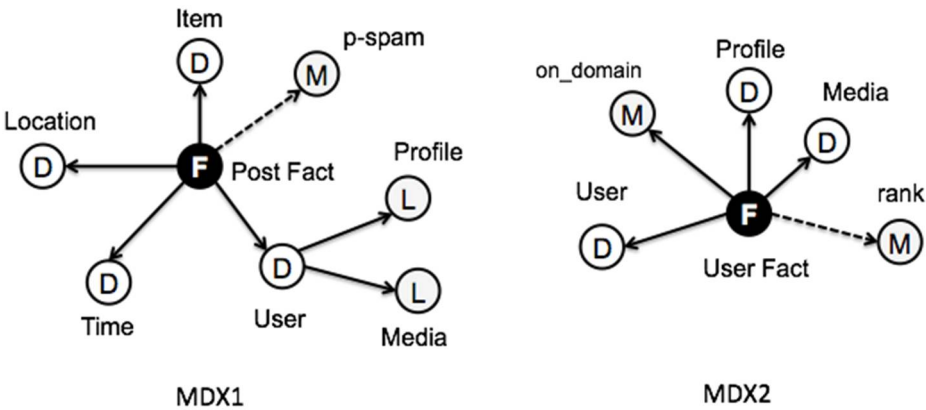 Item
D
p-spam
M
Location
D
F
Post Fact
Profile
L
D
Time
D
User
L
Media
MDX1
Profile
D
on_domain
M
Media
D
User
D
F
User Fact
rank
M
MDX2